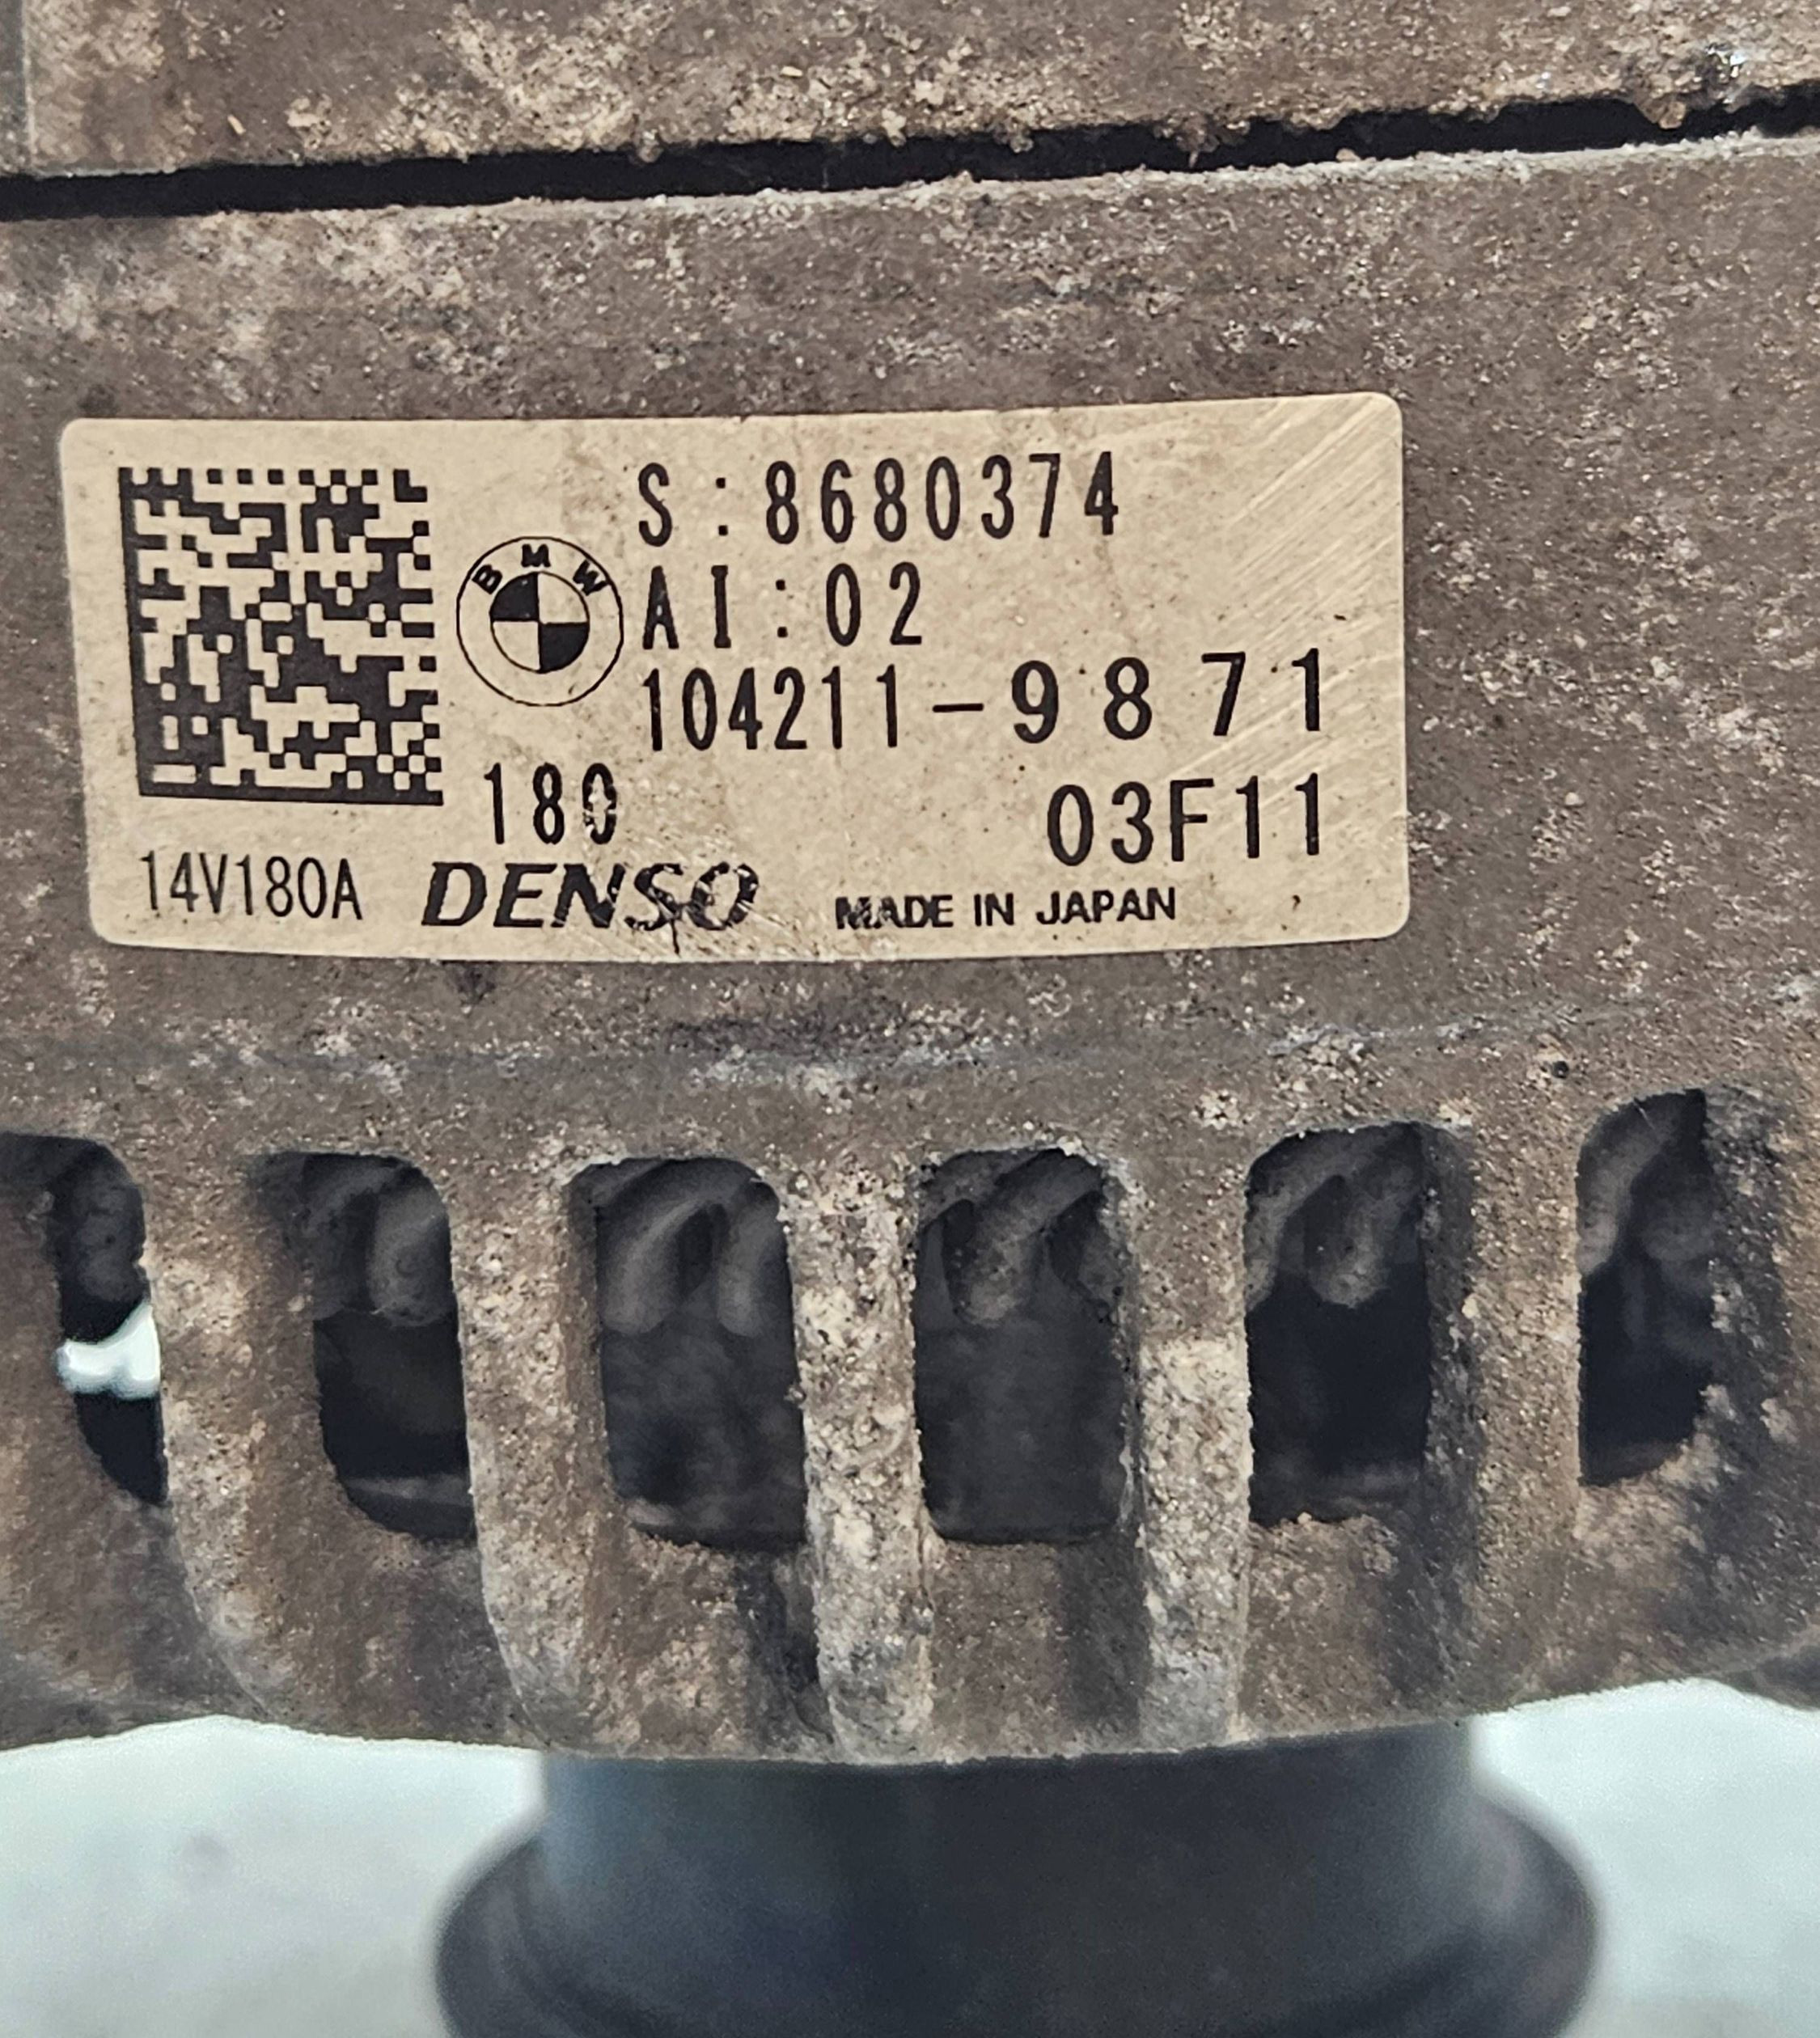 S:8680374
BMW
AI:02
104211-9871
180
03F11
14V180A DENSO MADE IN JAPAN